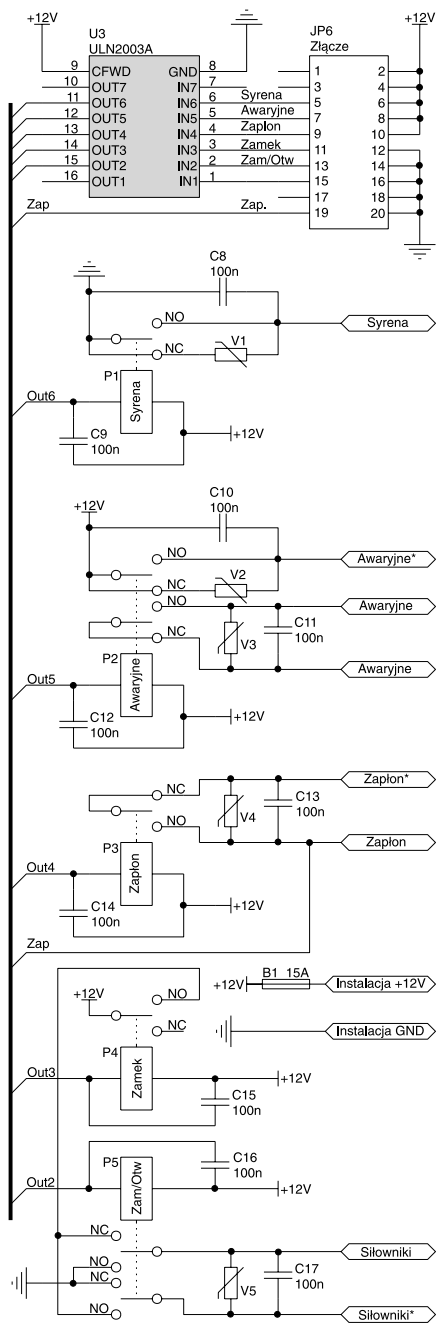 +12V
U3
ULN2003A
+12V
JP6
Złącze
9 CFWD GND 8
10 OUT7 IN7 7
11 OUT6 IN6 6 Syrena
12 OUT5 IN5 5 Awaryjne
13 OUT4 IN4 4 Zapłon
14 OUT3 IN3 3 Zamek
15 OUT2 IN2 2 Zam/Otw
16 OUT1 IN1 1
1 2
3 4
5 6
7 8
9 10
11 12
13 14
15 16
17 18
19 20
Zap
Zap.
C8
100n
NO
Syrena
NC
V1
P1
Syrena
Out6
C9
100n
+12V
C10
100n
+12V
NO
Awaryjne*
NC
V2
NO
Awaryjne
NC
V3
C11
100n
Awaryjne
P2
Awaryjne
Out5
C12
100n
+12V
Zapłon*
NC
V4
C13
100n
NO
Zapłon
P3
Zapłon
Out4
C14
100n
+12V
Zap
B1 15A
+12V
Instalacja +12V
+12V
NO
NC
Instalacja GND
P4
Zamek
Out3
+12V
C15
100n
P5
Zam/Otw
C16
100n
Out2
+12V
NC
Siłowniki
NO
NC
V5
C17
100n
NO
Siłowniki*